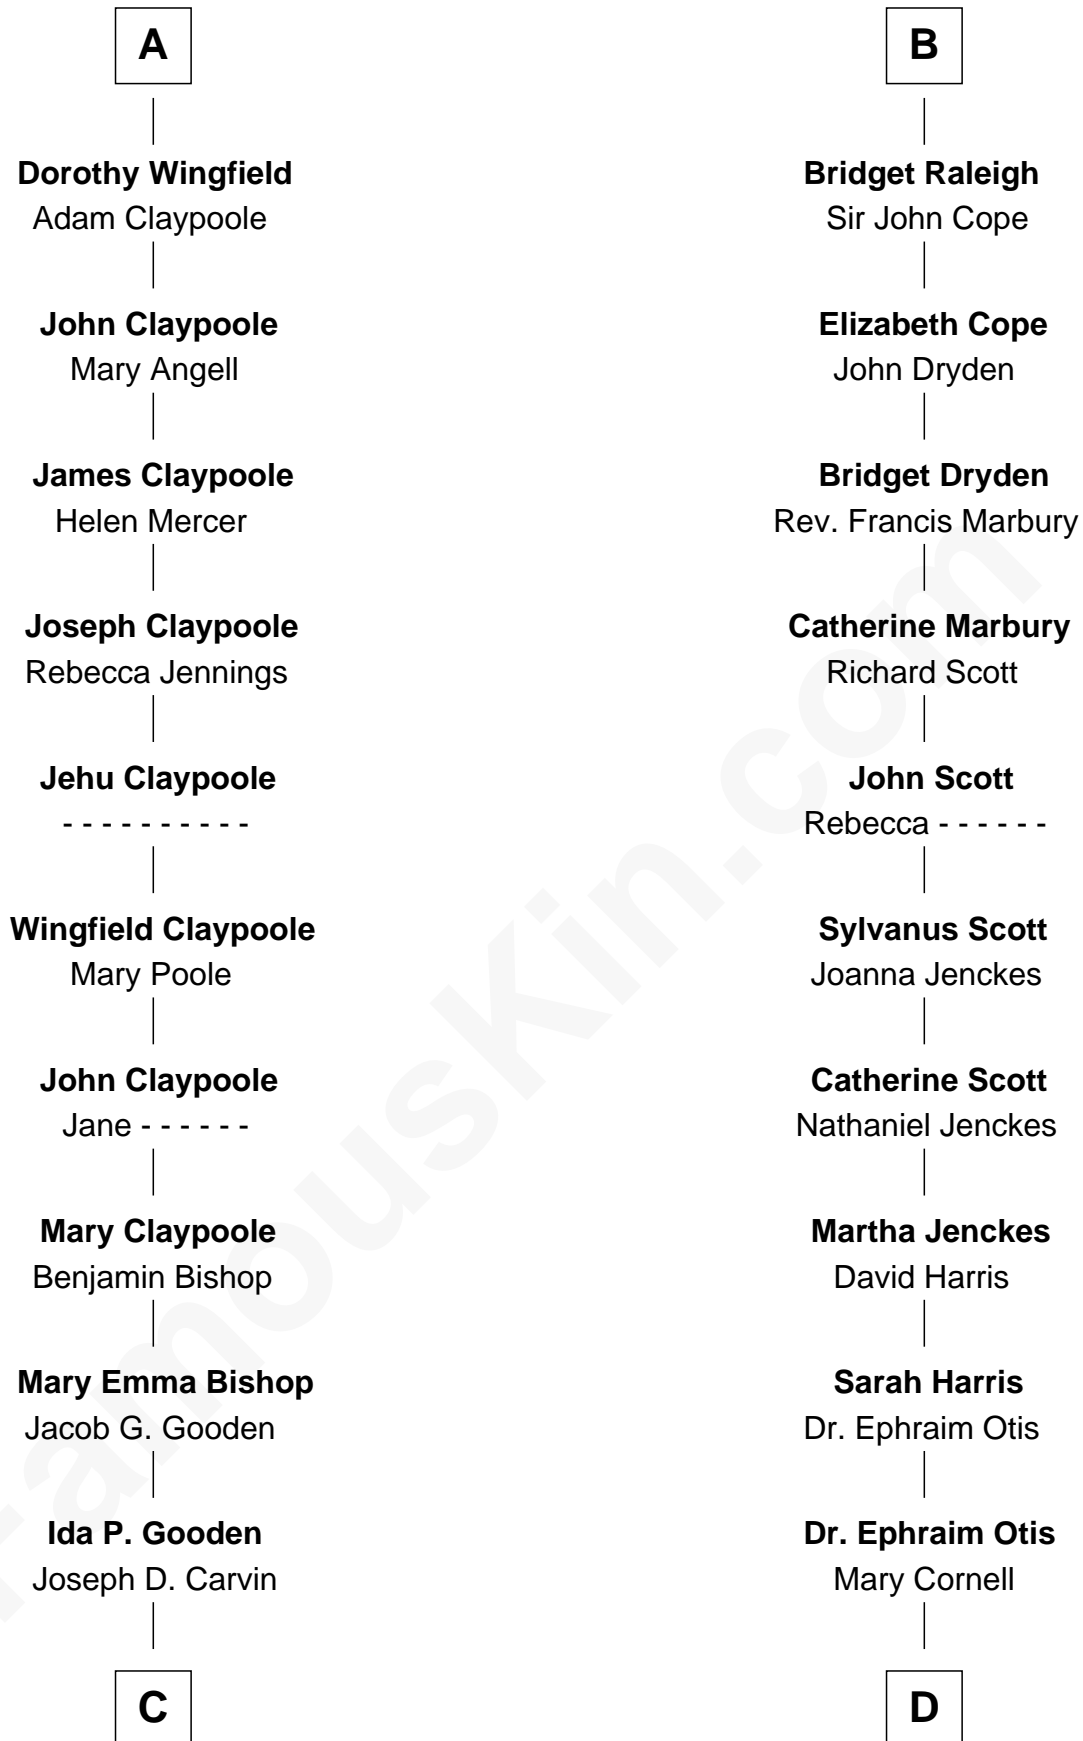 A
Dorothy Wingfield
Adam Claypoole
John Claypoole
Mary Angell
James Claypoole
Helen Mercer
Joseph Claypoole
Rebecca Jennings
Jehu Claypoole
- - - - - - - - - -
Wingfield Claypoole
Mary Poole
John Claypoole
Jane - - - - - -
Mary Claypoole
Benjamin Bishop
Mary Emma Bishop
Jacob G. Gooden
Ida P. Gooden
Joseph D. Carvin
C
B
Bridget Raleigh
Sir John Cope
Elizabeth Cope
John Dryden
Bridget Dryden
Rev. Francis Marbury
Catherine Marbury
Richard Scott
John Scott
Rebecca - - - - - -
Sylvanus Scott
Joanna Jenckes
Catherine Scott
Nathaniel Jenckes
Martha Jenckes
David Harris
Sarah Harris
Dr. Ephraim Otis
Dr. Ephraim Otis
Mary Cornell
D
FamousKin.com